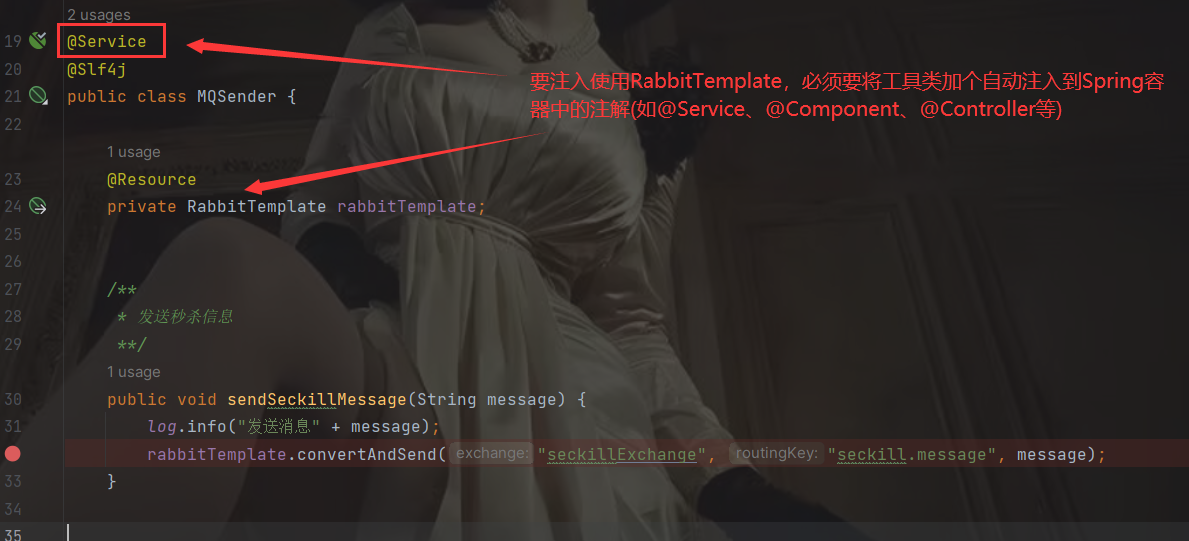 2 usages
19 @Service
20 @Slf4j
21 public class MQSender {
要注入使用RabbitTemplate，必须要将工具类加个自动注入到Spring容
器中的注解(如@Service、@Component、@Controller等)
22
1 usage
23 @Resource
24 private RabbitTemplate rabbitTemplate;
25
26
27 /**
28 * 发送秒杀信息
29 **/
1 usage
30 public void sendSeckillMessage(String message) {
31 log.info("发送消息" + message);
rabbitTemplate.convertAndSend( exchange: "seckillExchange", routingKey: "seckill.message", message);
33 }
34
35